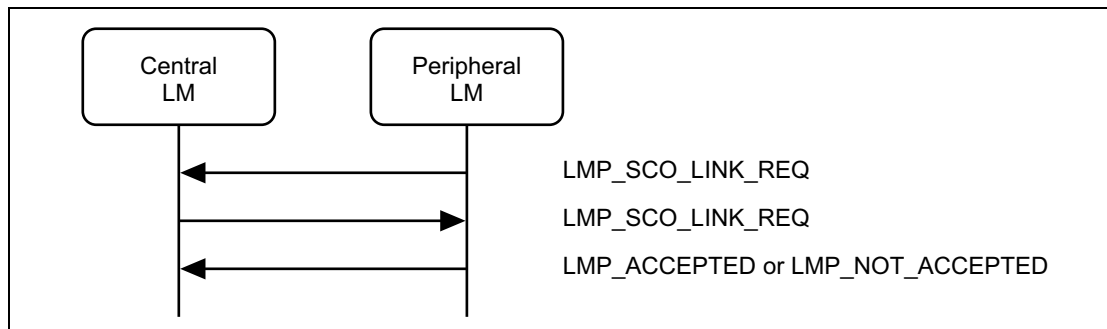 Central
LM
Peripheral
LM
LMP_SCO_LINK_REQ
LMP_SCO_LINK_REQ
LMP_ACCEPTED or LMP_NOT_ACCEPTED